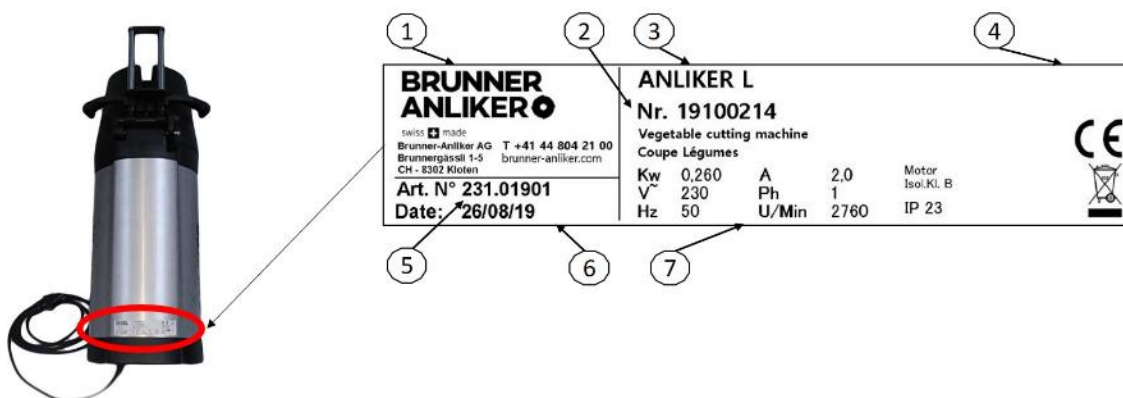 1
2
3
4
BRUNNER
ANLIKER
swiss made
Brunner-Anliker AG T +41 44 804 21 00
Brunnergässli 1-5 brunner-anliker.com
CH - 8302 Kloten
Art. N° 231.01901
Date: 26/08/19
ANLIKER L
Nr. 19100214
Vegetable cutting machine
Coupe Légumes
Kw 0,260 A 2,0 Motor
Isol.Kl. B
V~ 230 Ph 1
Hz 50 U/Min 2760 IP 23
CE
5
6
7